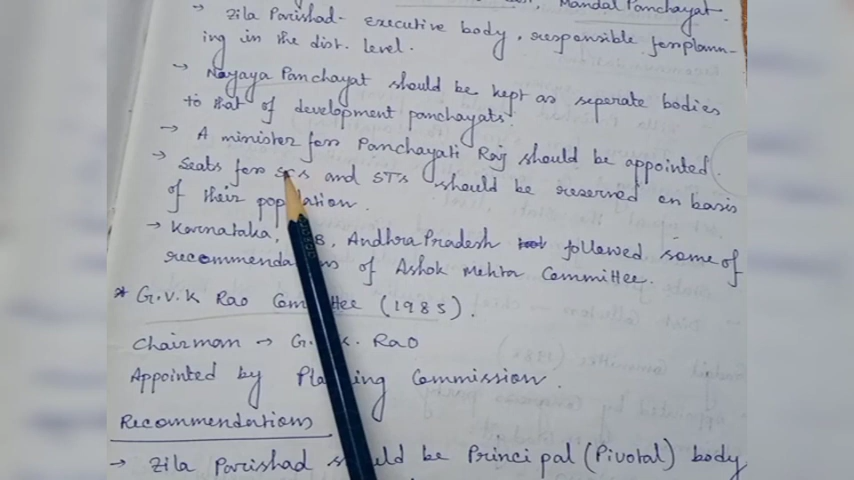 Mandal Panchayat.
→ Zila Parishad- Executive body, responsible for plann-
ing in the dist. level.
→ Nayaya Panchayat should be kept as seperate bodies
to that of development panchayats.
→ A minister for Panchayati Raj should be appointed.
→ Seats for SCs and STs should be reserved on basis
of their population.
→ Karnataka, B, Andhra Pradesh followed some of
recommendations of Ashok Mehta Committee.
* G.V.K Rao Committee (1985).
Chairman → G. K. Rao
Appointed by Planning Commission.
Recommendations
→ Zila Parishad should be Principal (Pivotal) body